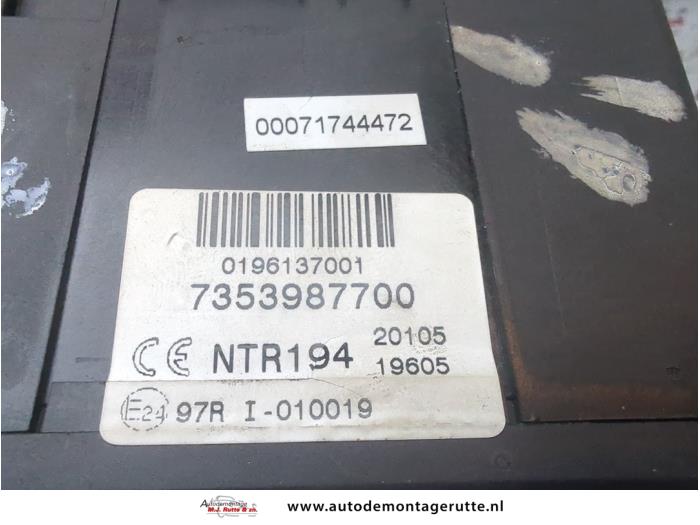 00071744472
0196137001
7353987700
CE NTR194 20105
19605
E24 97R I-010019
Autodemontage
M.J. Rutte & zn.
www.autodemontagerutte.nl